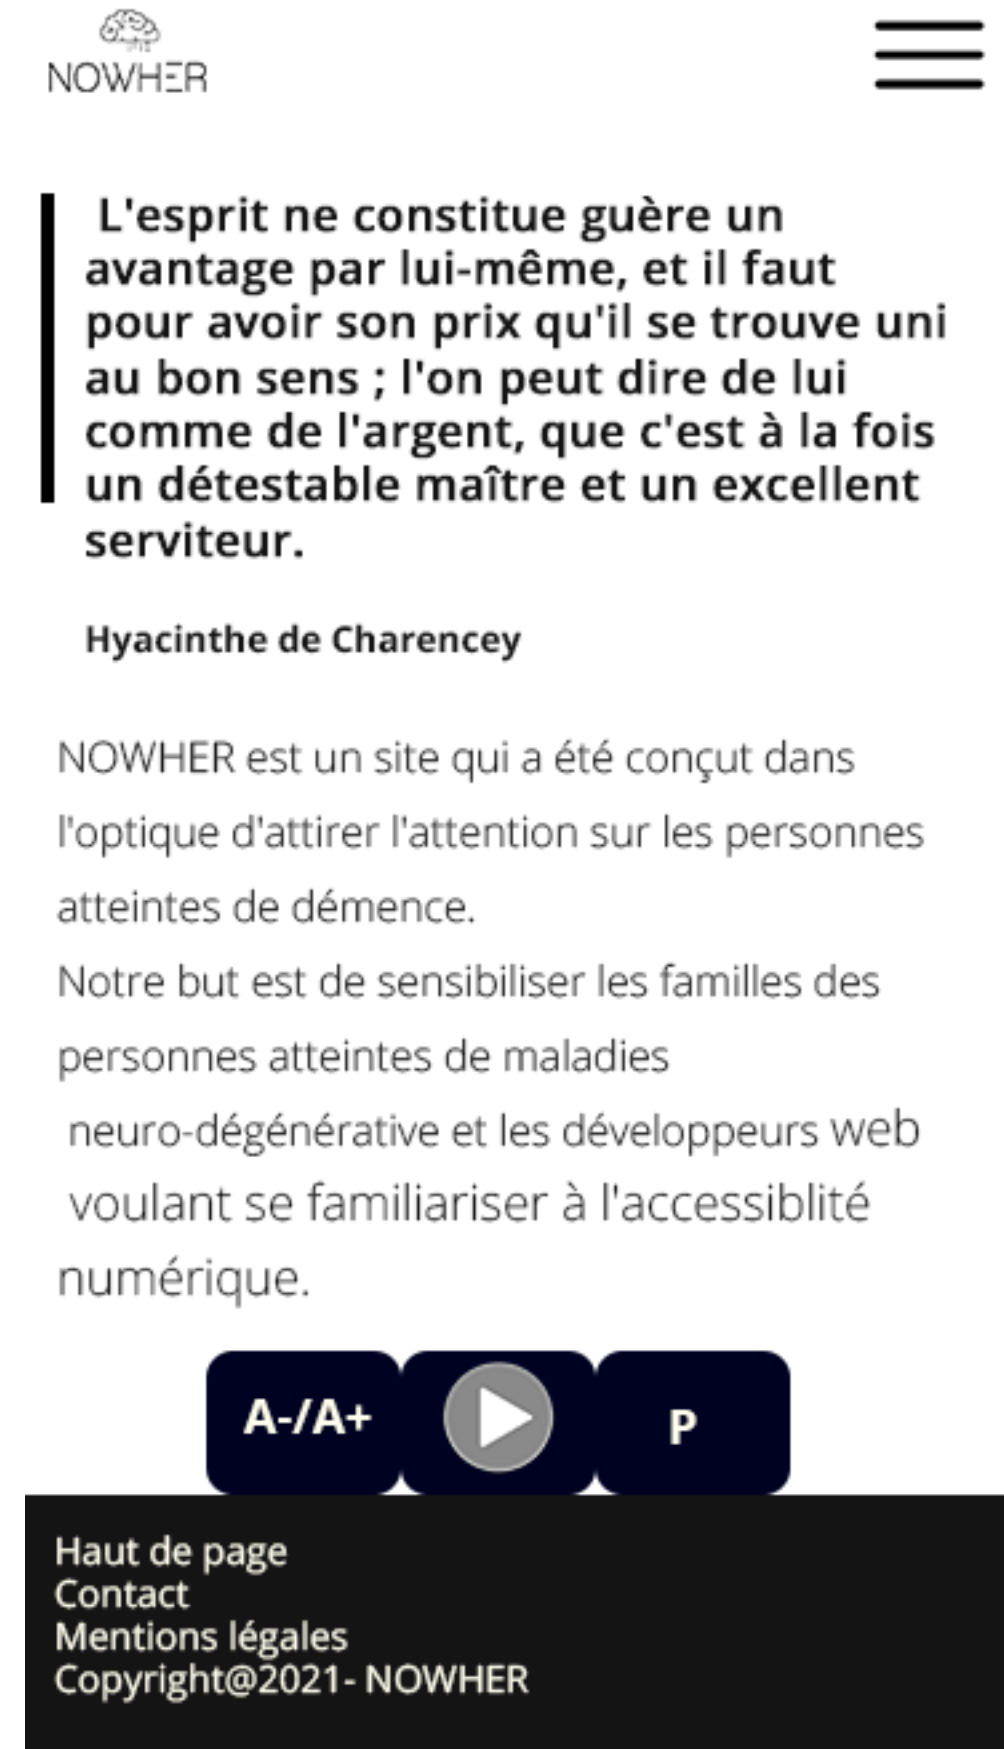 NOWHER
L'esprit ne constitue guère un
avantage par lui-même, et il faut
pour avoir son prix qu'il se trouve uni
au bon sens ; l'on peut dire de lui
comme de l'argent, que c'est à la fois
un détestable maître et un excellent
serviteur.
Hyacinthe de Charencey
NOWHER est un site qui a été conçut dans
l'optique d'attirer l'attention sur les personnes
atteintes de démence.
Notre but est de sensibiliser les familles des
personnes atteintes de maladies
neuro-dégénérative et les développeurs web
voulant se familiariser à l'accessiblité
numérique.
A-/A+
P
Haut de page
Contact
Mentions légales
Copyright@2021- NOWHER